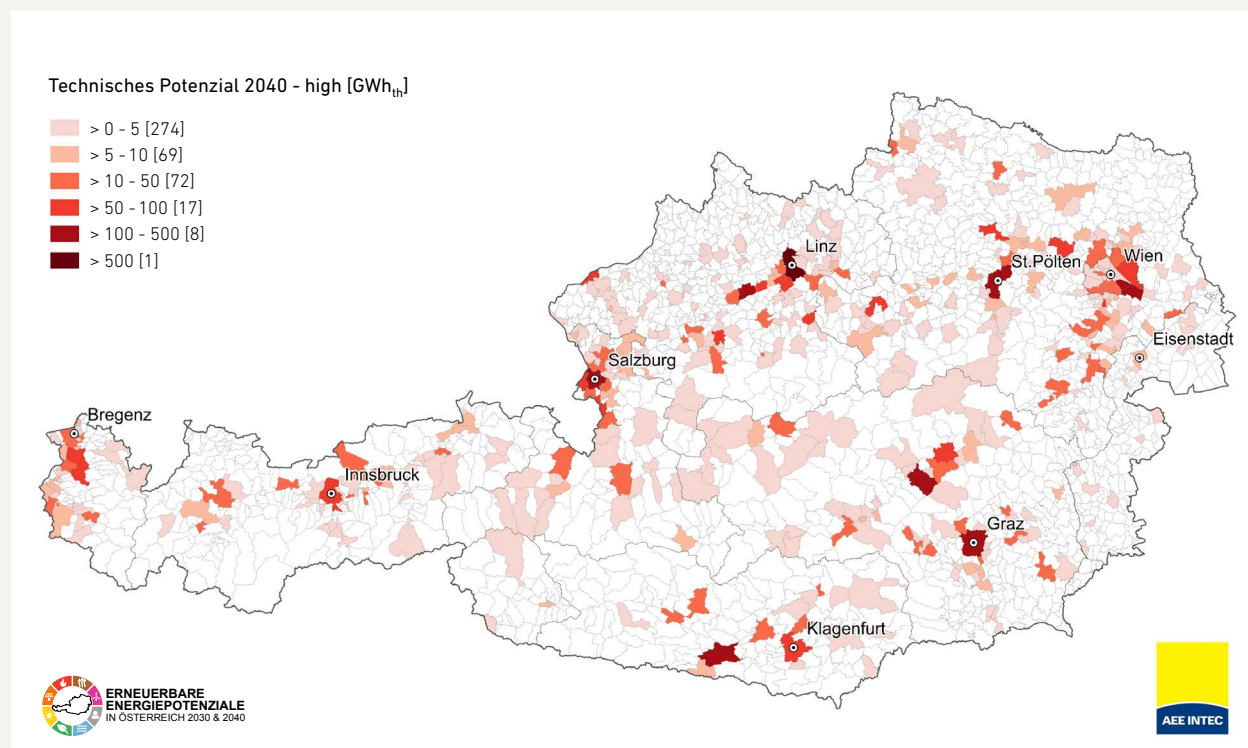 Technisches Potenzial 2040 - high [GWhth]
> 0 - 5 [274]
> 5 - 10 [69]
> 10 - 50 [72]
> 50 - 100 [17]
> 100 - 500 [8]
> 500 [1]
Linz
St.Pölten
Wien
Eisenstadt
Salzburg
Bregenz
Innsbruck
Graz
Klagenfurt
ERNEUERBARE
ENERGIEPOTENZIALE
IN ÖSTERREICH 2030 & 2040
AEE INTEC